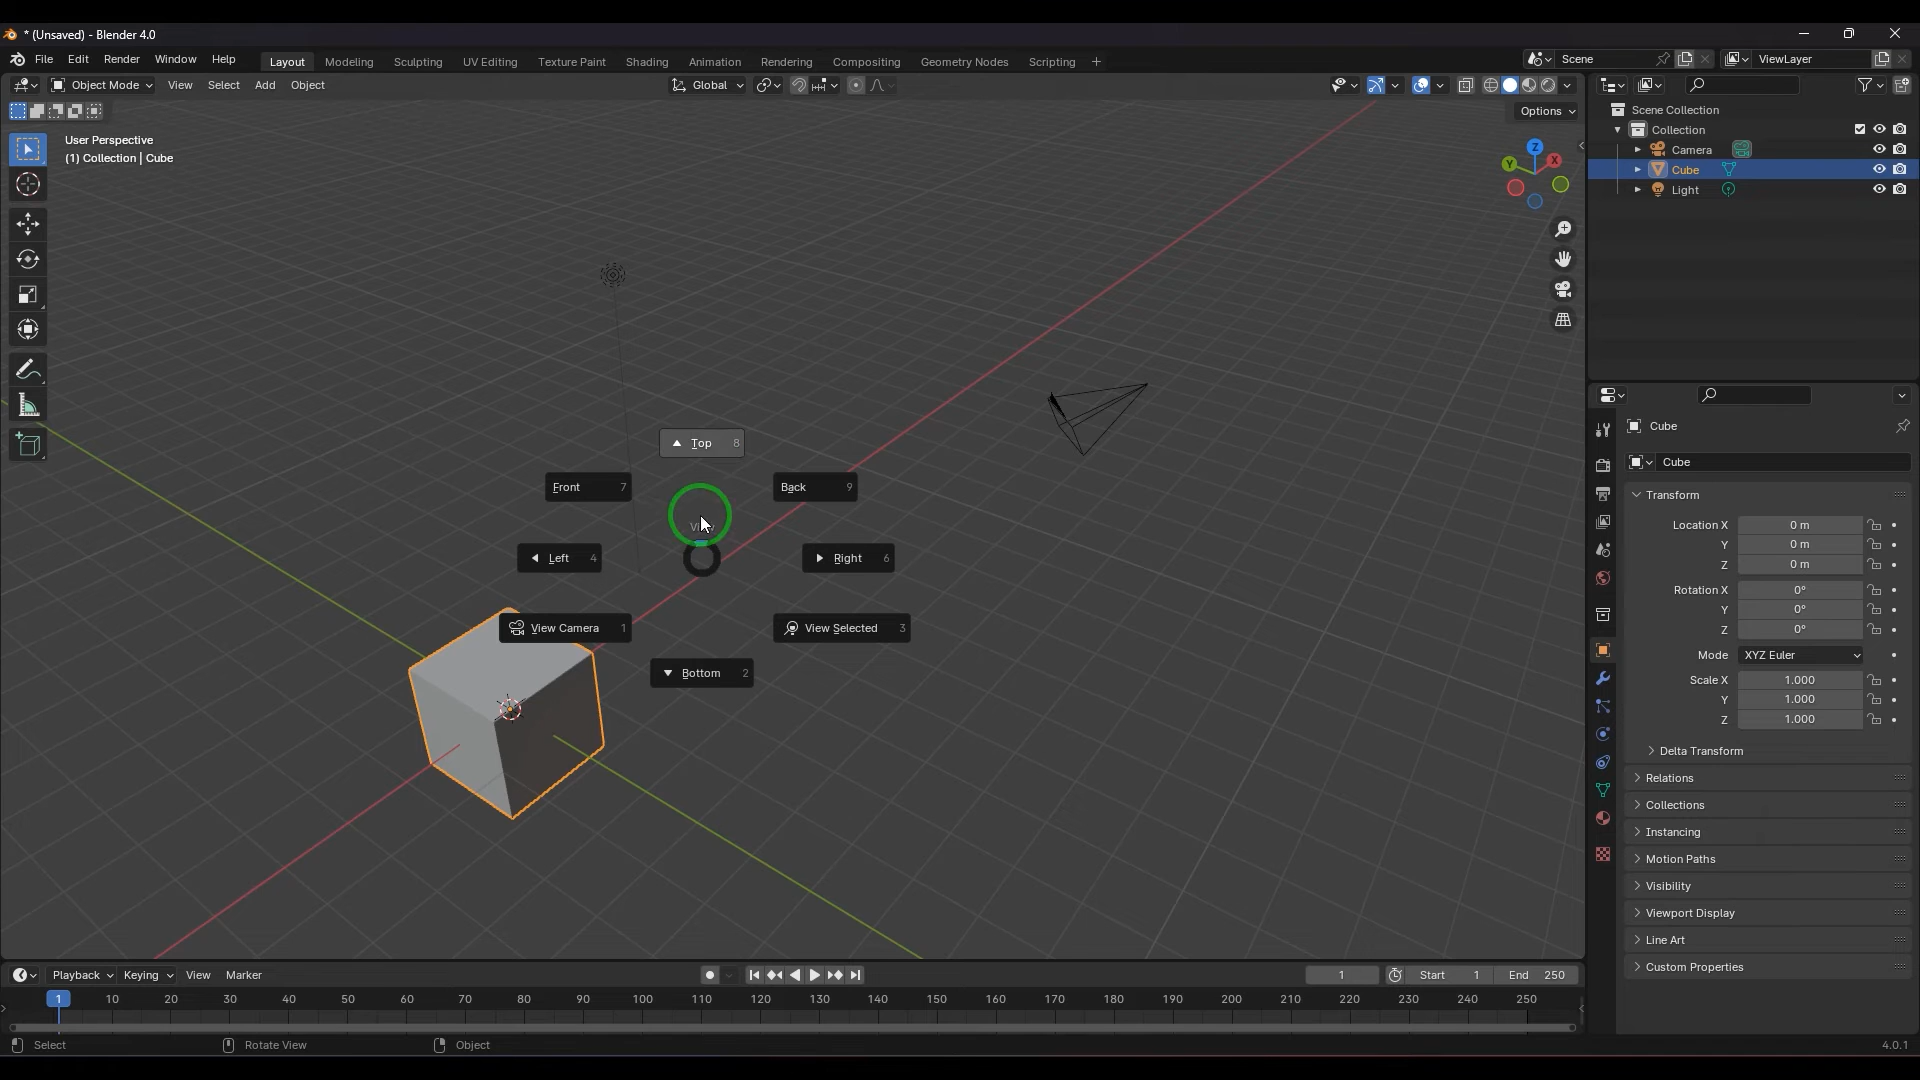 * (Unsaved) - Blender 4.0
File Edit Render Window Help Layout Modeling Sculpting UV Editing Texture Paint Shading Animation Rendering Compositing Geometry Nodes Scripting + Scene ViewLayer
Object Mode View Select Add Object Global
Options
User Perspective
(1) Collection | Cube
Z
Y X
Scene Collection
Collection
Camera
Cube
Light
Top 8
Front 7
Back 9
Left 4
Right 6
View Camera 1
View Selected 3
Bottom 2
Cube
Cube
Transform
Location X 0 m
Y 0 m
Z 0 m
Rotation X 0°
Y 0°
Z 0°
Mode XYZ Euler
Scale X 1.000
Y 1.000
Z 1.000
Delta Transform
Relations
Collections
Instancing
Motion Paths
Visibility
Viewport Display
Line Art
Custom Properties
Playback Keying View Marker 1 Start 1 End 250
1 10 20 30 40 50 60 70 80 90 100 110 120 130 140 150 160 170 180 190 200 210 220 230 240 250
Select Rotate View Object 4.0.1